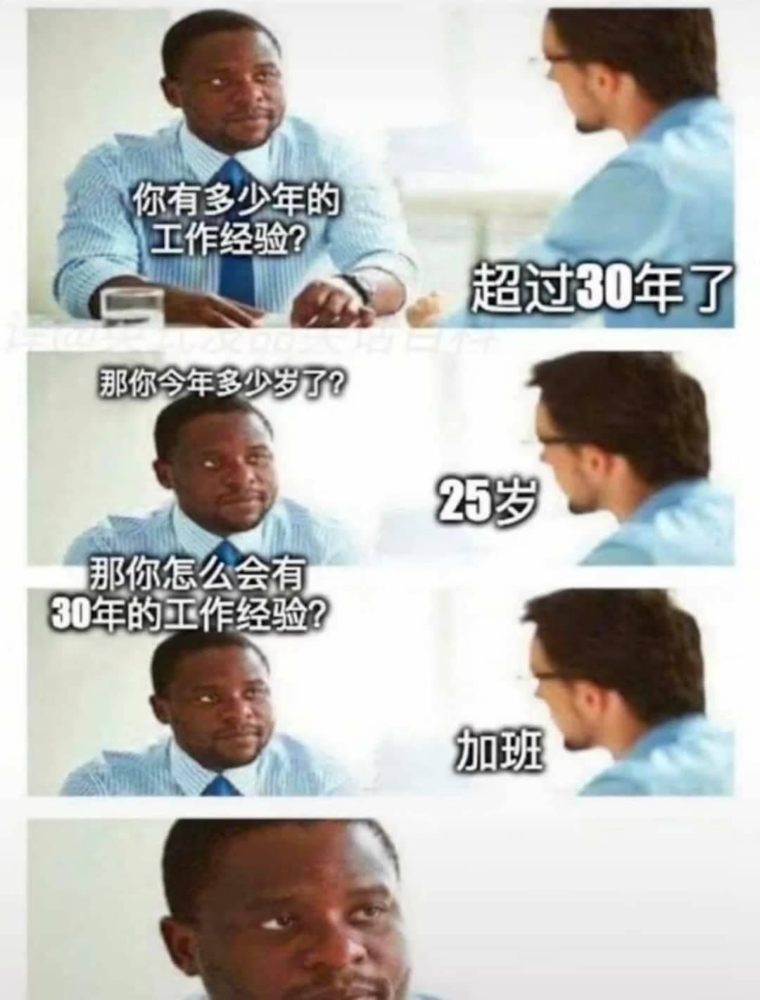 你有多少年的
工作经验?
超过30年了
那你今年多少岁了?
25岁
那你怎么会有
30年的工作经验?
加班